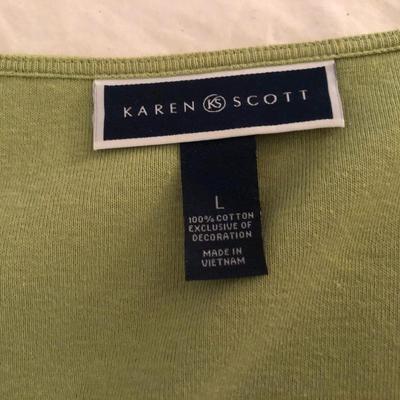 KAREN KS SCOTT
L
100% COTTON
EXCLUSIVE OF
DECORATION
MADE IN
VIETNAM